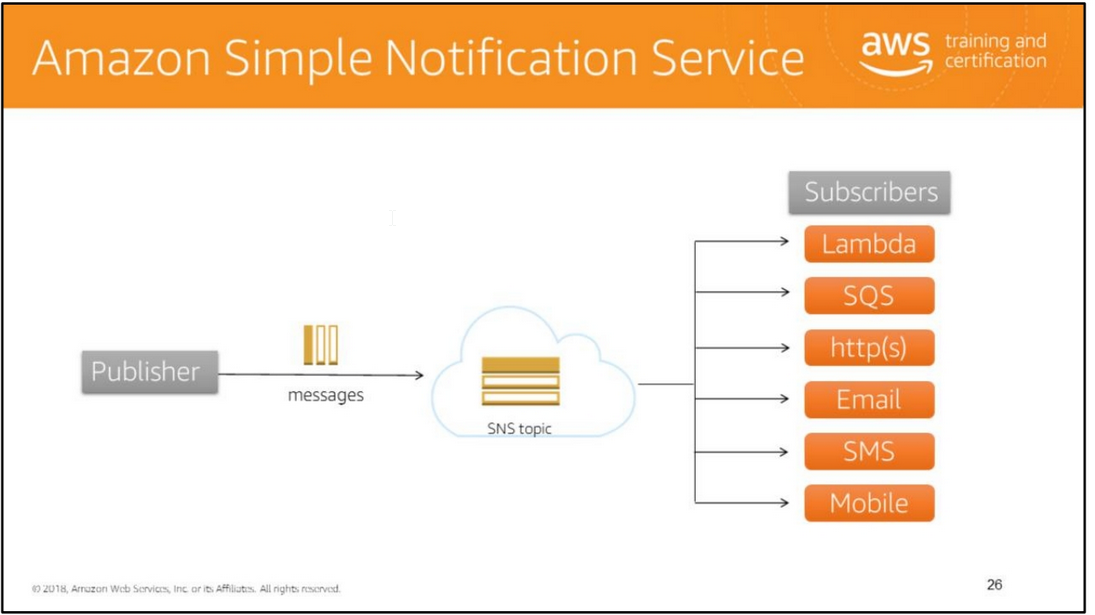 Amazon Simple Notification Service
aws training and
certification
Subscribers
Lambda
SQS
http(s)
Email
SMS
Mobile
Publisher
messages
SNS topic
© 2018, Amazon Web Services, Inc. or its Affiliates. All rights reserved.
26